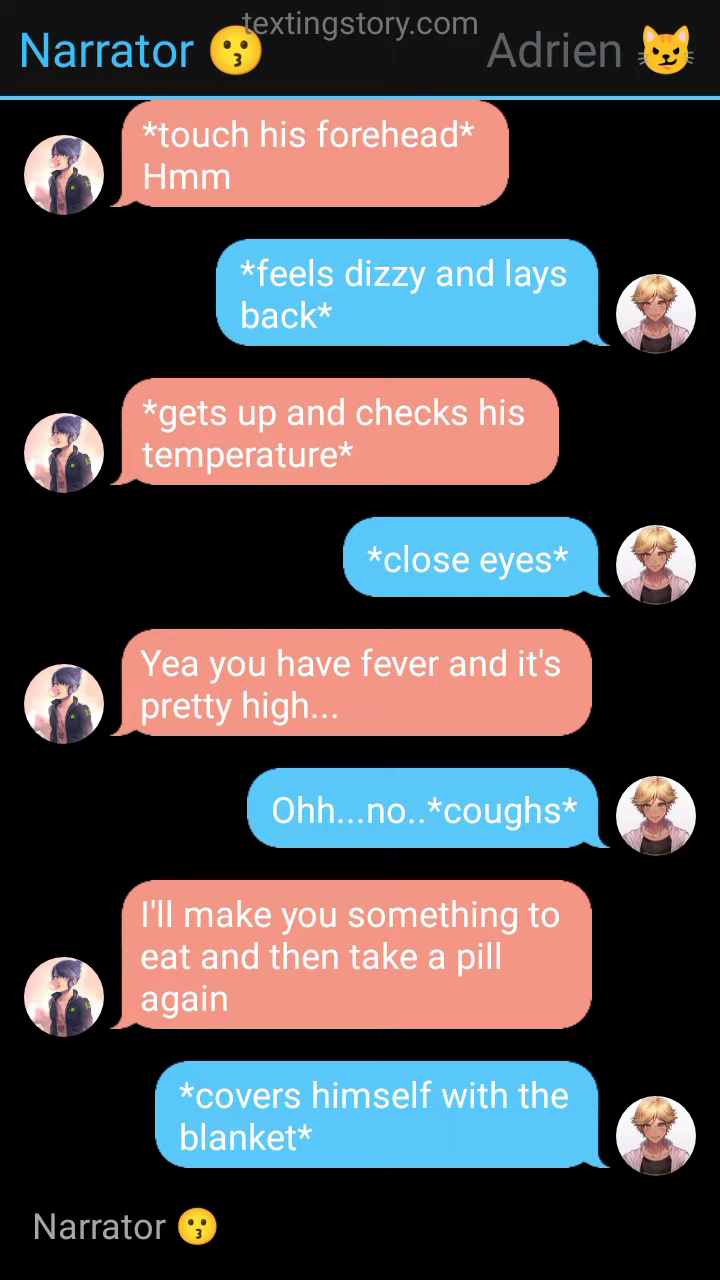 textingstory.com
Narrator 😗
Adrien 😼
*touch his forehead*
Hmm
*feels dizzy and lays
back*
*gets up and checks his
temperature*
*close eyes*
Yea you have fever and it's
pretty high...
Ohh...no..*coughs*
I'll make you something to
eat and then take a pill
again
*covers himself with the
blanket*
Narrator 😗